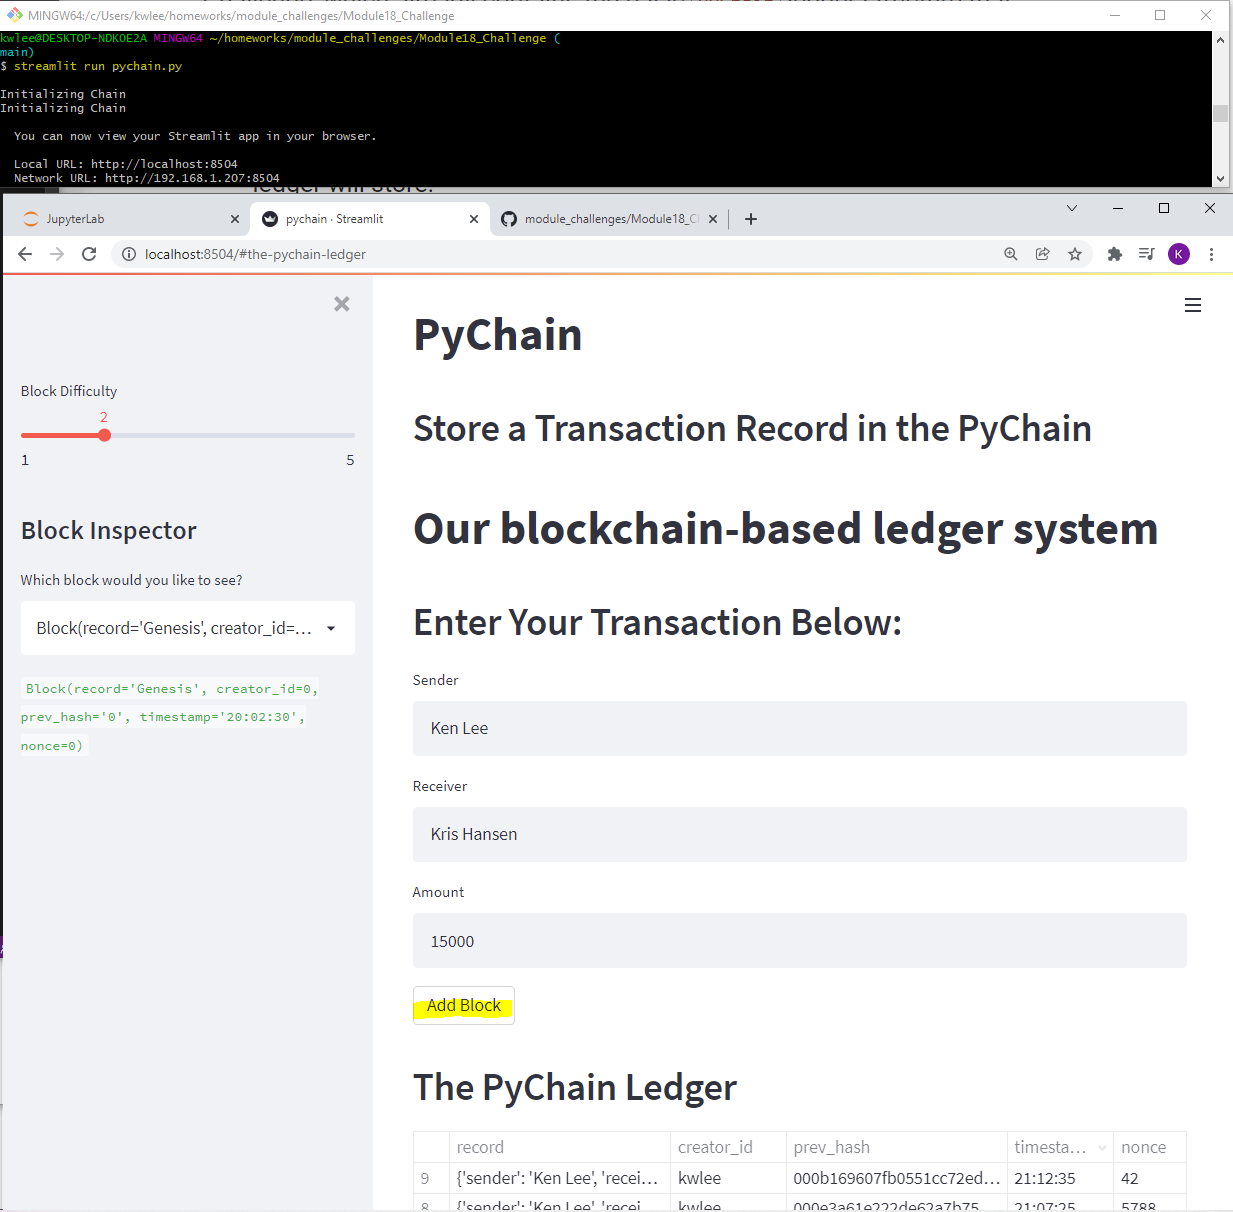 MINGW64:/c/Users/kwlee/homeworks/module_challenges/Module18_Challenge
kwlee@DESKTOP-NDKOE2A MINGW64 ~/homeworks/module_challenges/Module18_Challenge (
main)
$ streamlit run pychain.py
Initializing Chain
Initializing Chain
You can now view your Streamlit app in your browser.
Local URL: http://localhost:8504
Network URL: http://192.168.1.207:8504
ledger will store.
JupyterLab
pychain · Streamlit
module_challenges/Module18_C
localhost:8504/#the-pychain-ledger
K
Block Difficulty
2
1
5
Block Inspector
Which block would you like to see?
Block(record='Genesis', creator_id=...
Block(record='Genesis', creator_id=0,
prev_hash='0', timestamp='20:02:30',
nonce=0)
PyChain
Store a Transaction Record in the PyChain
Our blockchain-based ledger system
Enter Your Transaction Below:
Sender
Ken Lee
Receiver
Kris Hansen
Amount
15000
Add Block
The PyChain Ledger
record creator_id prev_hash timesta... nonce
9 {'sender': 'Ken Lee', 'recei... kwlee 000b169607fb0551cc72ed... 21:12:35 42
8 {'sender': 'Ken Lee', 'recei... kwlee 000e3a61e222de62a7b75... 21:07:25 5788